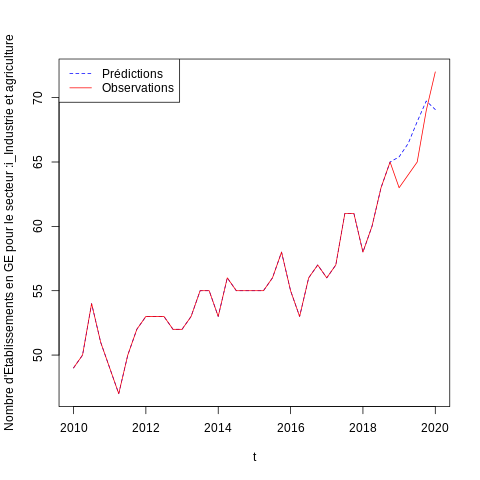 Nombre d'Etablissements en GE pour le secteur :i_Industrie et agriculture
Prédictions
Observations
70
65
60
55
50
2010 2012 2014 2016 2018 2020
t